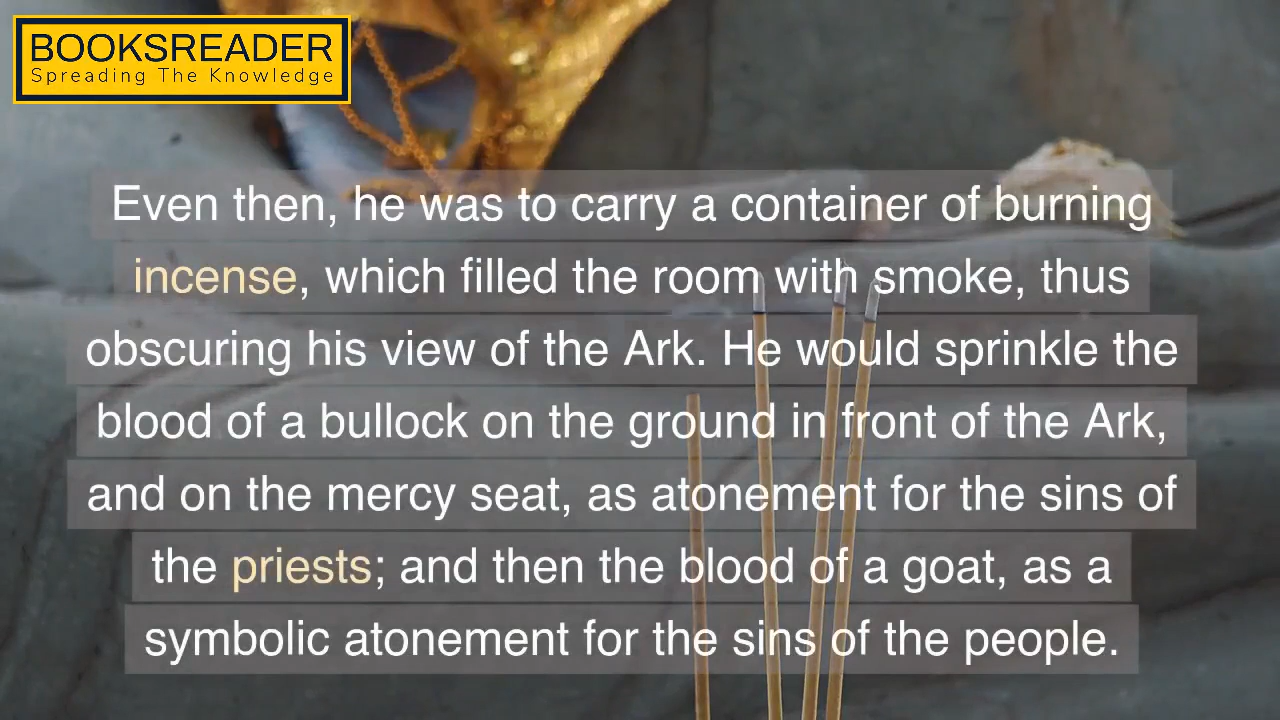 BOOKSREADER
Spreading The Knowledge
Even then, he was to carry a container of burning
incense, which filled the room with smoke, thus
obscuring his view of the Ark. He would sprinkle the
blood of a bullock on the ground in front of the Ark,
and on the mercy seat, as atonement for the sins of
the priests; and then the blood of a goat, as a
symbolic atonement for the sins of the people.